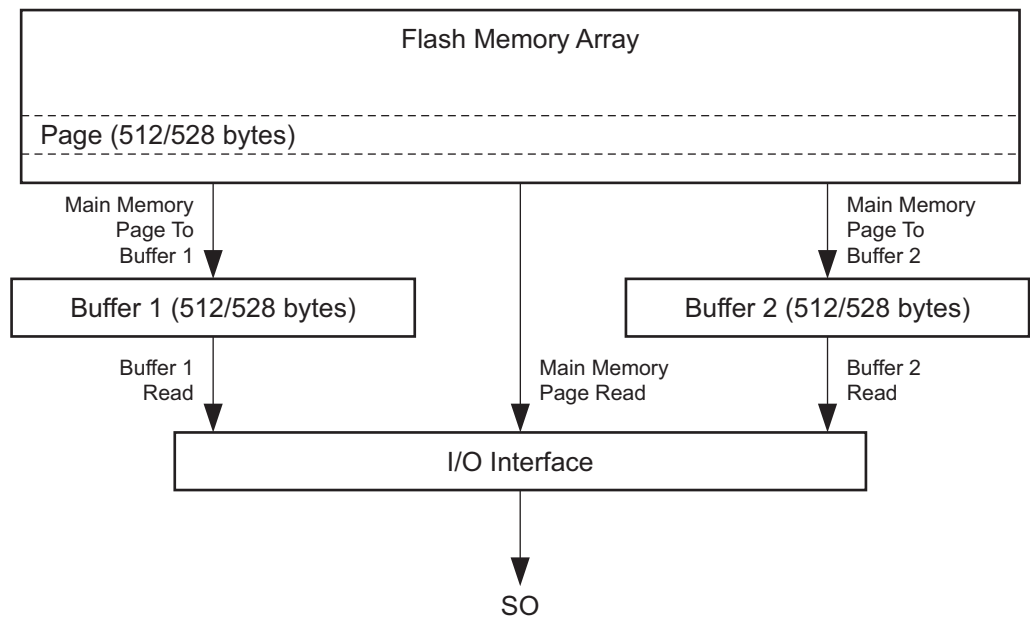 Flash Memory Array
Page (512/528 bytes)
Main Memory
Page To
Buffer 1
Main Memory
Page To
Buffer 2
Buffer 1 (512/528 bytes)
Buffer 2 (512/528 bytes)
Buffer 1
Read
Main Memory
Page Read
Buffer 2
Read
I/O Interface
SO